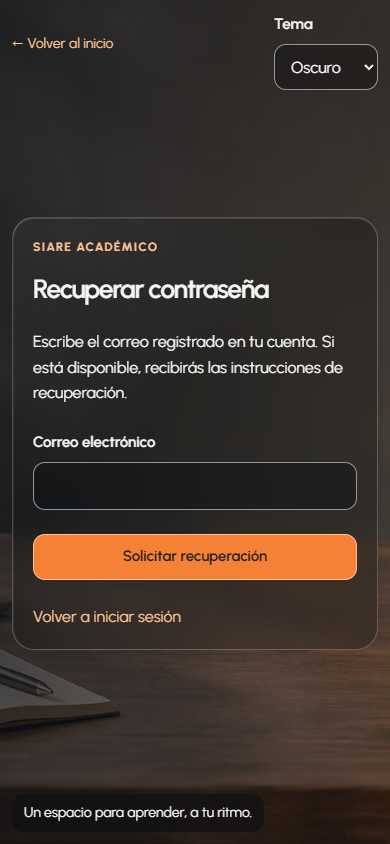 ← Volver al inicio
Tema
Oscuro
SIARE ACADÉMICO
Recuperar contraseña
Escribe el correo registrado en tu cuenta. Si
está disponible, recibirás las instrucciones de
recuperación.
Correo electrónico
Solicitar recuperación
Volver a iniciar sesión
Un espacio para aprender, a tu ritmo.